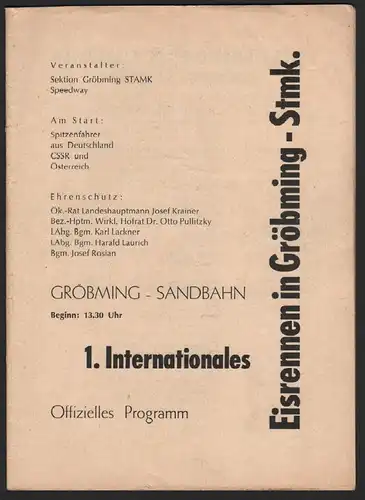 Veranstalter:
Sektion Gröbming STAMK
Speedway
Am Start:
Spitzenfahrer
aus Deutschland
CSSR und
Österreich
Ehrenschutz:
Ök.-Rat Landeshauptmann Josef Krainer
Bez.-Hptm. Wirkl. Hofrat Dr. Otto Pullitzky
LAbg. Bgm. Karl Lackner
LAbg. Bgm. Harald Laurich
Bgm. Josef Rosian
GRÖBMING - SANDBAHN
Beginn: 13.30 Uhr
1. Internationales
Eisrennen in Gröbming - Stmk.
Offizielles Programm